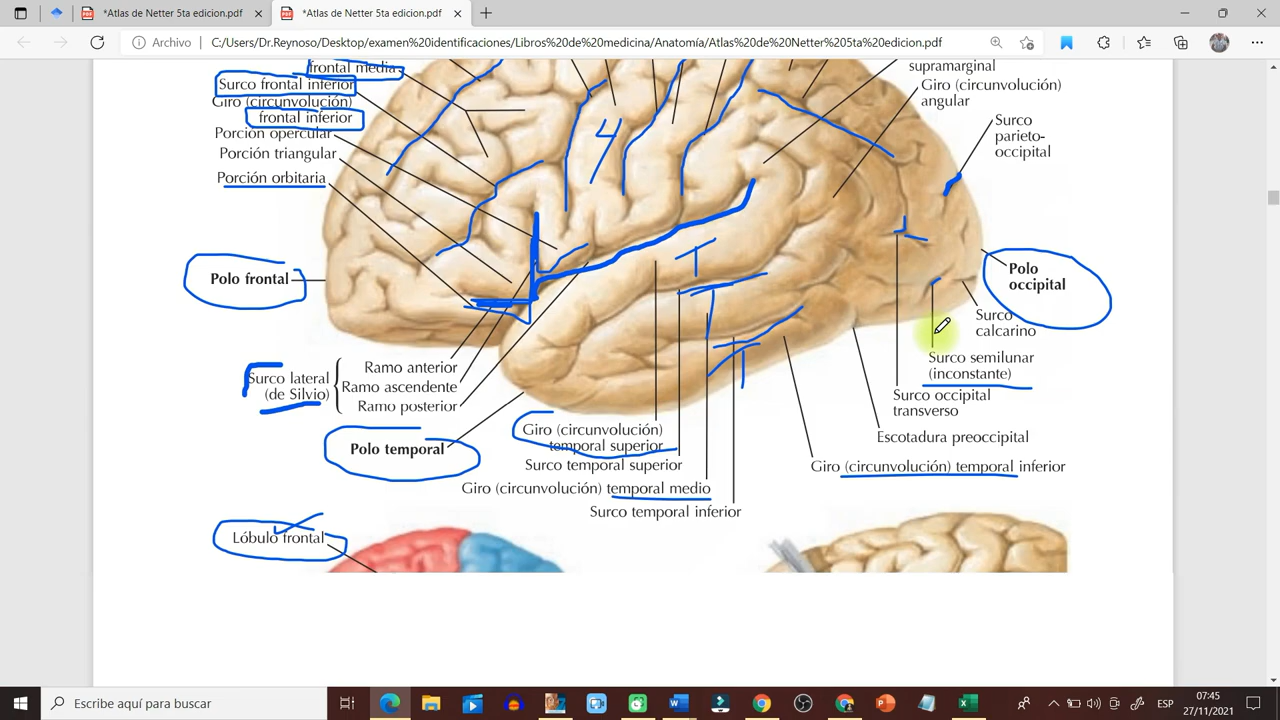 *Atlas de Netter 5ta edicion.pdf
*Atlas de Netter 5ta edicion.pdf
Archivo
C:/Users/Dr.Reynoso/Desktop/examen%20identificaciones/Libros%20de%20medicina/Anatomía/Atlas%20de%20Netter%205ta%20edicion.pdf
frontal media
Surco frontal inferior
Giro (circunvolución)
frontal inferior
Porción opercular
Porción triangular
Porción orbitaria
Polo frontal
Surco lateral
(de Silvio)
Ramo anterior
Ramo ascendente
Ramo posterior
Polo temporal
Giro (circunvolución)
temporal superior
Surco temporal superior
Giro (circunvolución) temporal medio
Surco temporal inferior
4
T
T
T
supramarginal
Giro (circunvolución)
angular
Surco
parieto-
occipital
Polo
occipital
Surco
calcarino
Surco semilunar
(inconstante)
Surco occipital
transverso
Escotadura preoccipital
Giro (circunvolución) temporal inferior
Lóbulo frontal
Escribe aquí para buscar
ESP
07:45
27/11/2021